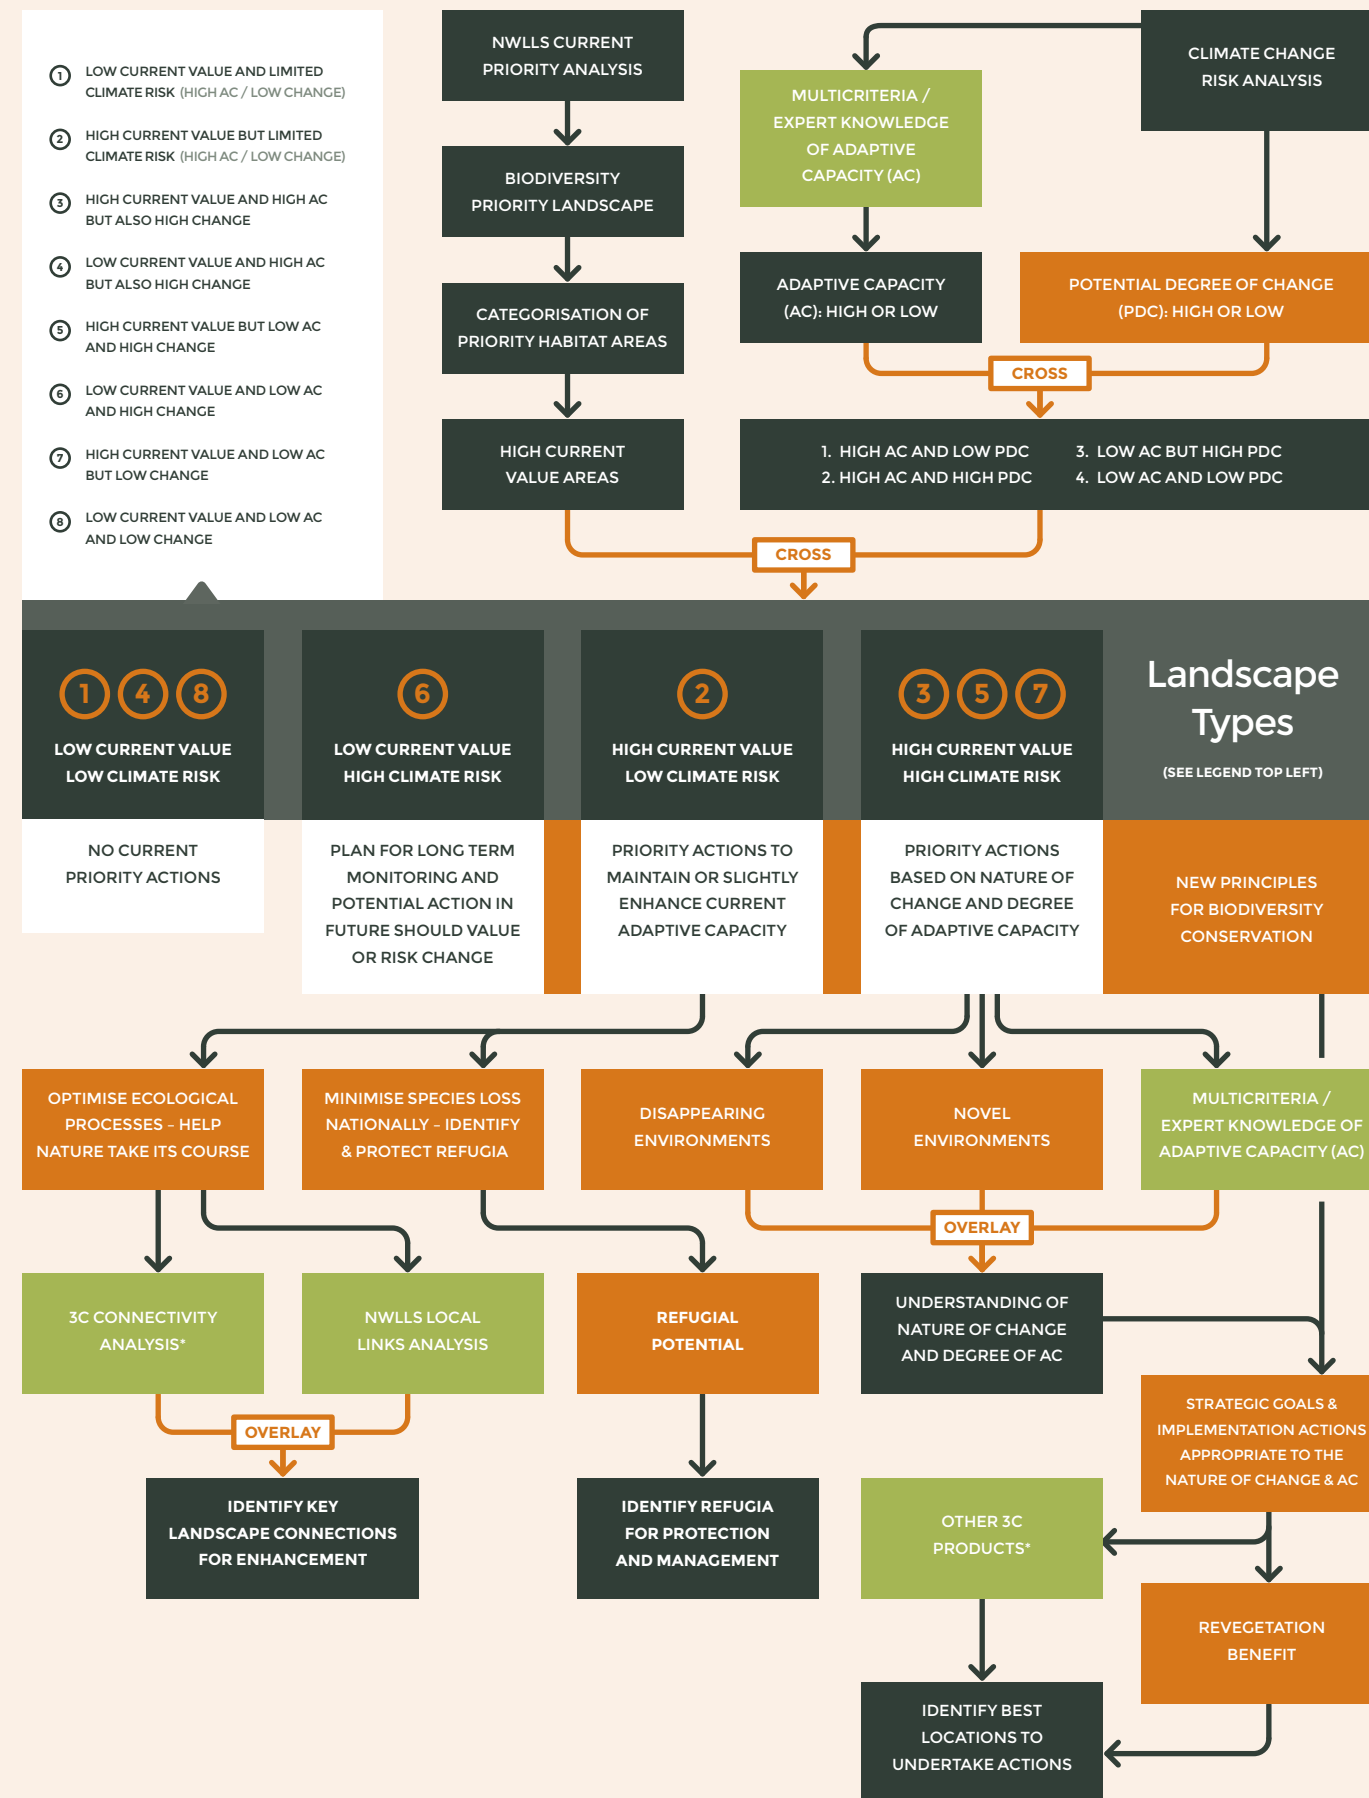 1 LOW CURRENT VALUE AND LIMITED
CLIMATE RISK (HIGH AC / LOW CHANGE)
2 HIGH CURRENT VALUE BUT LIMITED
CLIMATE RISK (HIGH AC / LOW CHANGE)
3 HIGH CURRENT VALUE AND HIGH AC
BUT ALSO HIGH CHANGE
4 LOW CURRENT VALUE AND HIGH AC
BUT ALSO HIGH CHANGE
5 HIGH CURRENT VALUE BUT LOW AC
AND HIGH CHANGE
6 LOW CURRENT VALUE AND LOW AC
AND HIGH CHANGE
7 HIGH CURRENT VALUE AND LOW AC
BUT LOW CHANGE
8 LOW CURRENT VALUE AND LOW AC
AND LOW CHANGE
NWLLS CURRENT
PRIORITY ANALYSIS
BIODIVERSITY
PRIORITY LANDSCAPE
CATEGORISATION OF
PRIORITY HABITAT AREAS
HIGH CURRENT
VALUE AREAS
CLIMATE CHANGE
RISK ANALYSIS
MULTICRITERIA /
EXPERT KNOWLEDGE
OF ADAPTIVE
CAPACITY (AC)
ADAPTIVE CAPACITY
(AC): HIGH OR LOW
POTENTIAL DEGREE OF CHANGE
(PDC): HIGH OR LOW
CROSS
1. HIGH AC AND LOW PDC
2. HIGH AC AND HIGH PDC
3. LOW AC BUT HIGH PDC
4. LOW AC AND LOW PDC
CROSS
1 4 8
LOW CURRENT VALUE
LOW CLIMATE RISK
6
LOW CURRENT VALUE
HIGH CLIMATE RISK
2
HIGH CURRENT VALUE
LOW CLIMATE RISK
3 5 7
HIGH CURRENT VALUE
HIGH CLIMATE RISK
Landscape
Types
(SEE LEGEND TOP LEFT)
NO CURRENT
PRIORITY ACTIONS
PLAN FOR LONG TERM
MONITORING AND
POTENTIAL ACTION IN
FUTURE SHOULD VALUE
OR RISK CHANGE
PRIORITY ACTIONS TO
MAINTAIN OR SLIGHTLY
ENHANCE CURRENT
ADAPTIVE CAPACITY
PRIORITY ACTIONS
BASED ON NATURE OF
CHANGE AND DEGREE
OF ADAPTIVE CAPACITY
NEW PRINCIPLES
FOR BIODIVERSITY
CONSERVATION
OPTIMISE ECOLOGICAL
PROCESSES – HELP
NATURE TAKE ITS COURSE
MINIMISE SPECIES LOSS
NATIONALLY – IDENTIFY
& PROTECT REFUGIA
DISAPPEARING
ENVIRONMENTS
NOVEL
ENVIRONMENTS
MULTICRITERIA /
EXPERT KNOWLEDGE OF
ADAPTIVE CAPACITY (AC)
OVERLAY
3C CONNECTIVITY
ANALYSIS*
NWLLS LOCAL
LINKS ANALYSIS
REFUGIAL
POTENTIAL
UNDERSTANDING OF
NATURE OF CHANGE
AND DEGREE OF AC
STRATEGIC GOALS &
IMPLEMENTATION ACTIONS
APPROPRIATE TO THE
NATURE OF CHANGE & AC
OVERLAY
IDENTIFY KEY
LANDSCAPE CONNECTIONS
FOR ENHANCEMENT
IDENTIFY REFUGIA
FOR PROTECTION
AND MANAGEMENT
OTHER 3C
PRODUCTS*
REVEGETATION
BENEFIT
IDENTIFY BEST
LOCATIONS TO
UNDERTAKE ACTIONS